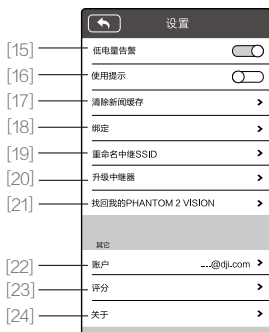 设置
[15] 低电量告警
[16] 使用提示
[17] 清除新闻缓存
[18] 绑定
[19] 重命名中继SSID
[20] 升级中继器
[21] 找回我的PHANTOM 2 VISION
其它
[22] 账户 ....@dji.com
[23] 评分
[24] 关于